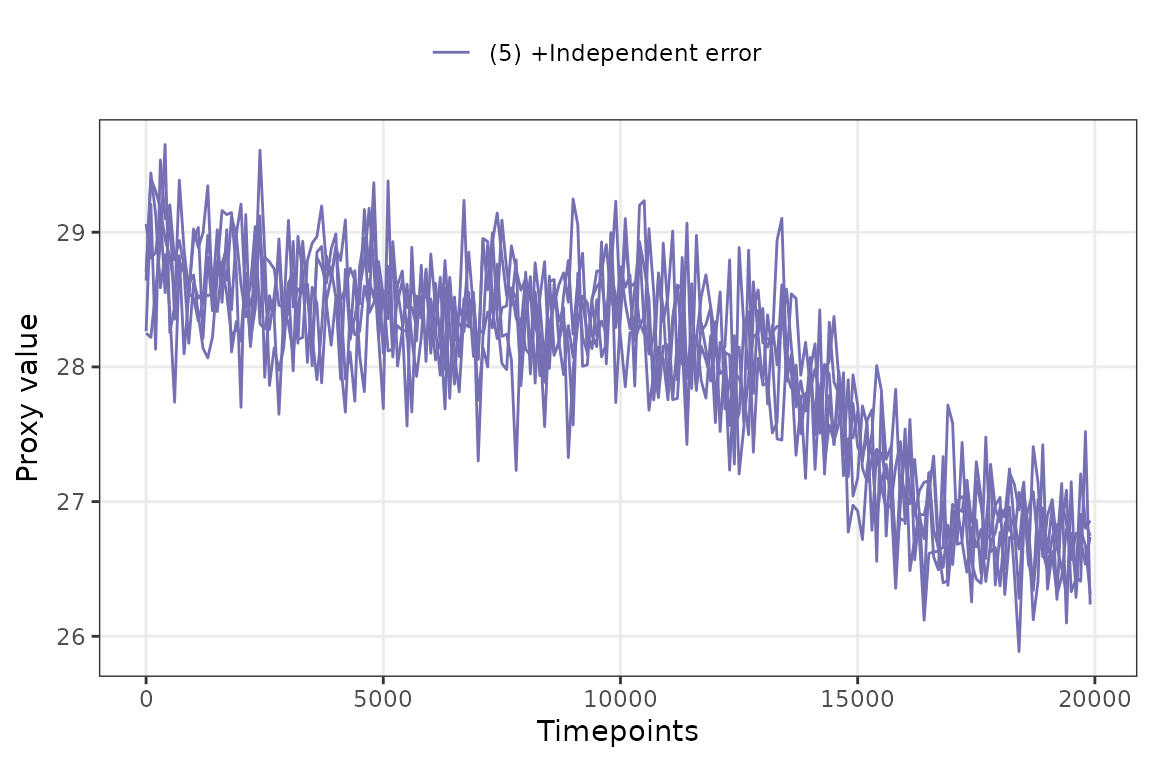 (5) +Independent error
29
28
27
26
Proxy value
0 5000 10000 15000 20000
Timepoints